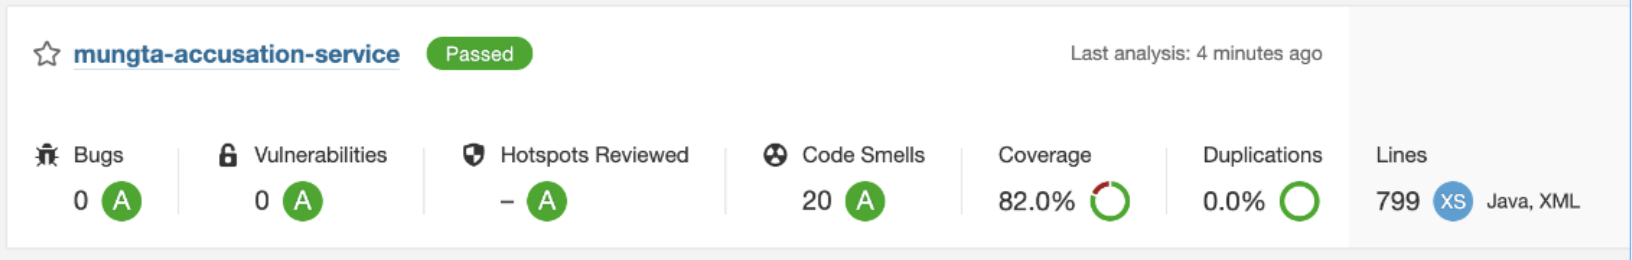 mungta-accusation-service Passed Last analysis: 4 minutes ago
Bugs Vulnerabilities Hotspots Reviewed Code Smells Coverage Duplications Lines
0 A 0 A – A 20 A 82.0% 0.0% 799 XS Java, XML